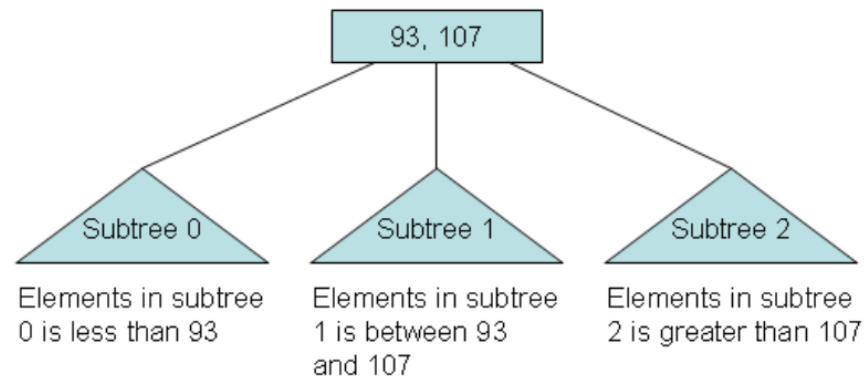 93, 107
Subtree 0
Subtree 1
Subtree 2
Elements in subtree
0 is less than 93
Elements in subtree
1 is between 93
and 107
Elements in subtree
2 is greater than 107